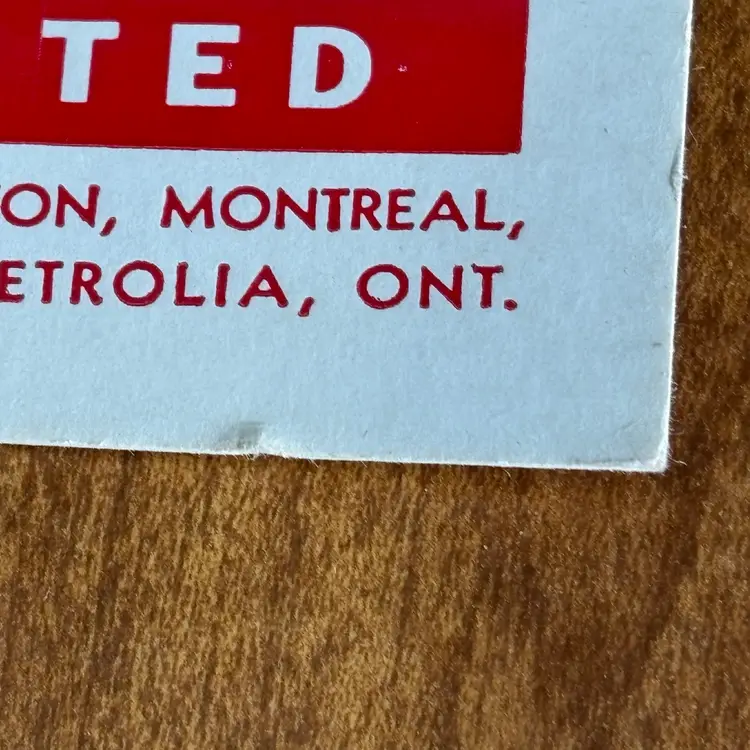 TED
ON, MONTREAL,
ETROLIA, ONT.